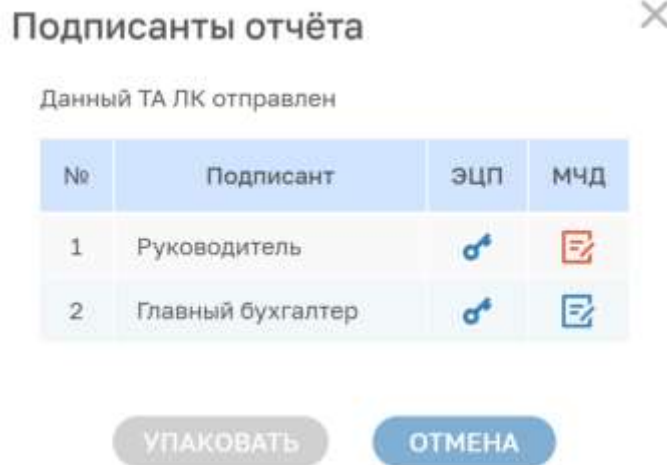 Подписанты отчёта
Данный ТА ЛК отправлен
№ Подписант ЭЦП МЧД
1 Руководитель
2 Главный бухгалтер
УПАКОВАТЬ ОТМЕНА